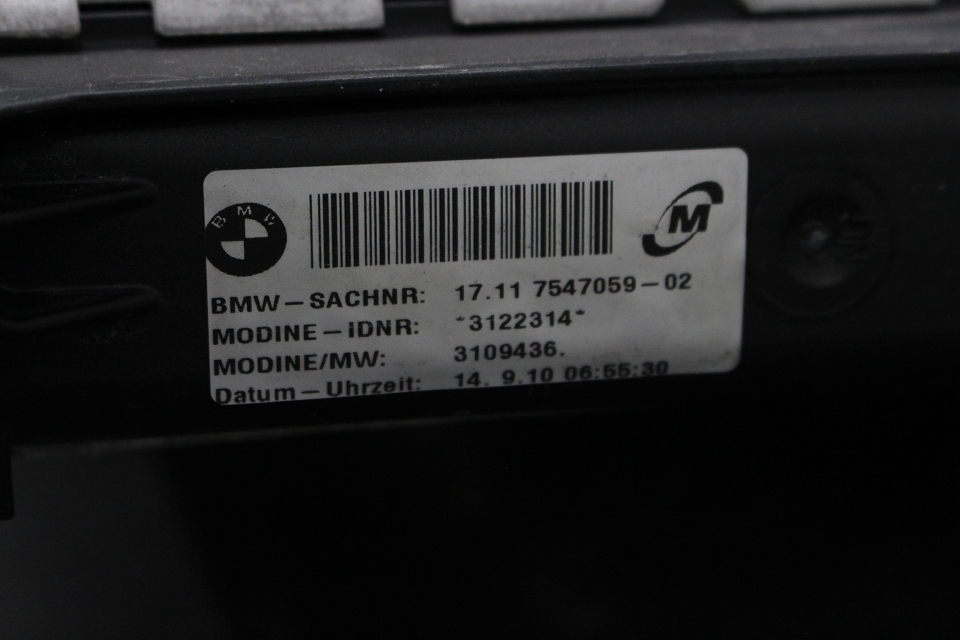 BMW
M
BMW-SACHNR: 17.11 7547059-02
MODINE-IDNR: *3122314*
MODINE/MW: 3109436.
Datum-Uhrzeit: 14. 9.10 06:55:30